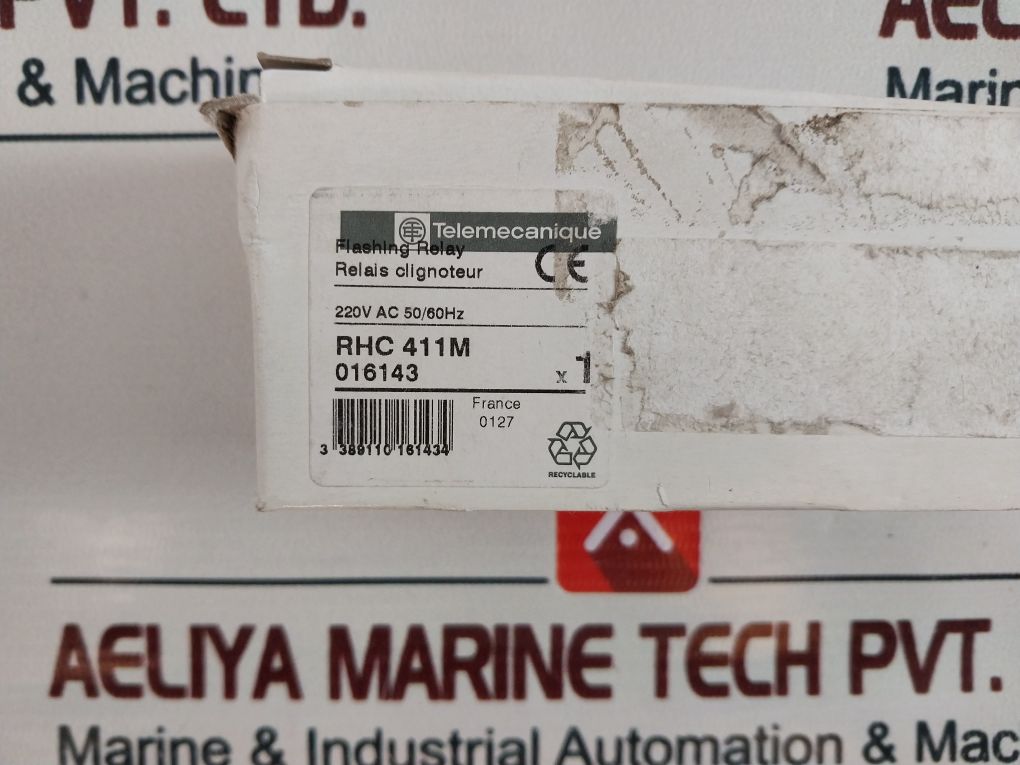 PVT. LTD.
& Machin
AEL
Marin
Telemecanique
Flashing Relay
Relais clignoteur
CE
220V AC 50/60Hz
RHC 411M
016143
x 1
France
0127
3 389110 161434
RECYCLABLE
AELIYA MARINE TECH PVT.
Marine & Industrial Automation & Mac